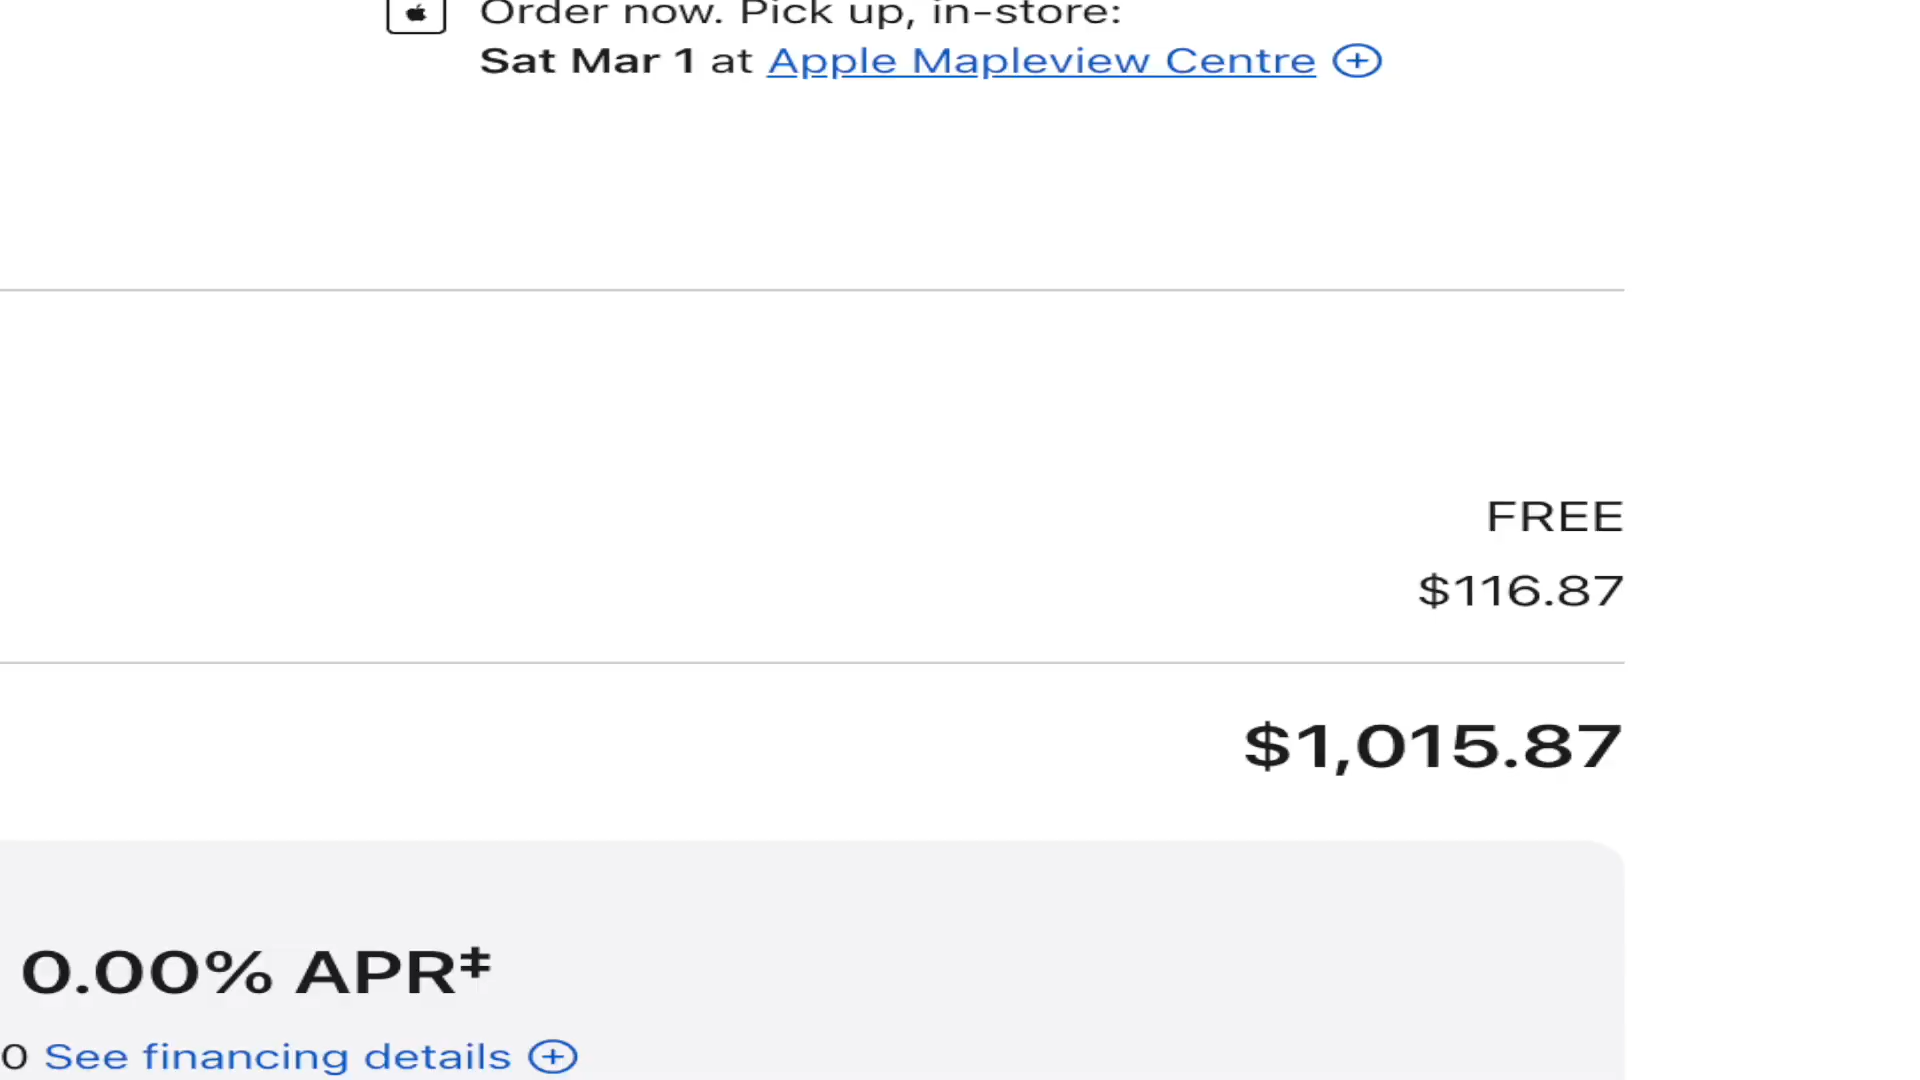 Order now. Pick up, in-store:
Sat Mar 1 at Apple Mapleview Centre
FREE
$116.87
$1,015.87
0.00% APR‡
0 See financing details